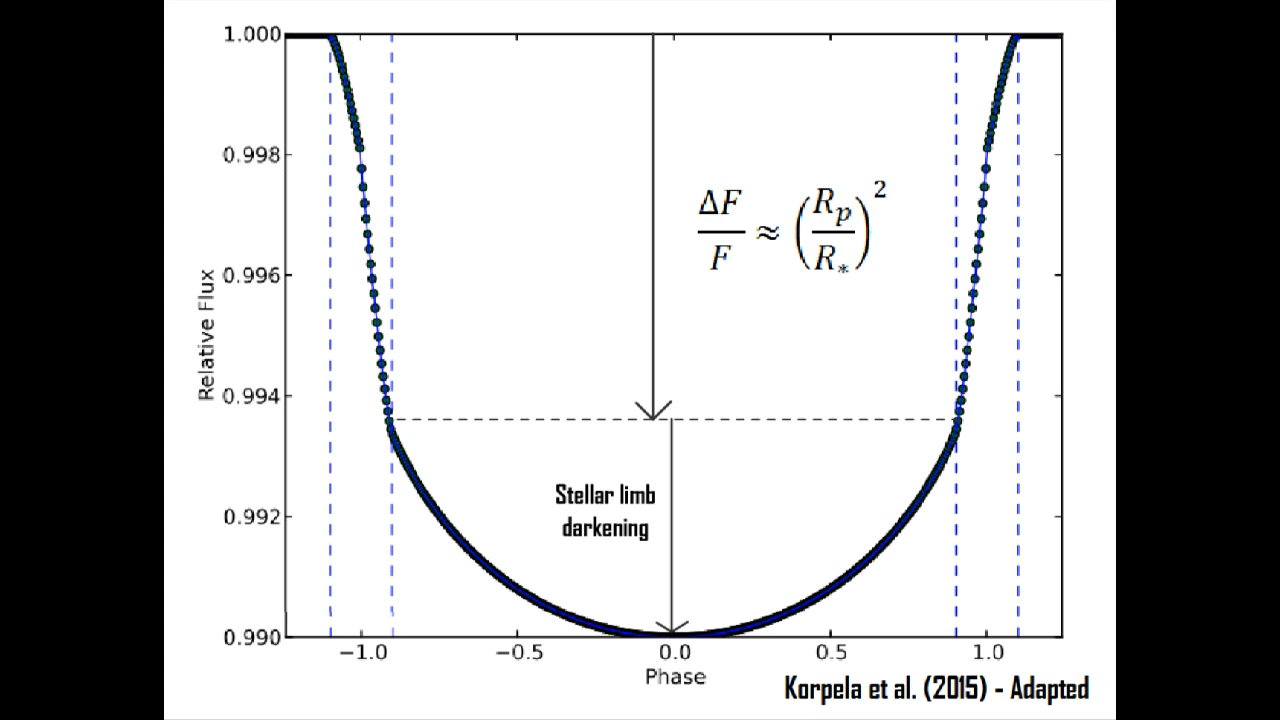 1.000
0.998
0.996
0.994
0.992
0.990
Relative Flux
ΔF/F ≈ (Rp/R*)²
Stellar limb
darkening
−1.0 −0.5 0.0 0.5 1.0
Phase
Korpela et al. (2015) - Adapted